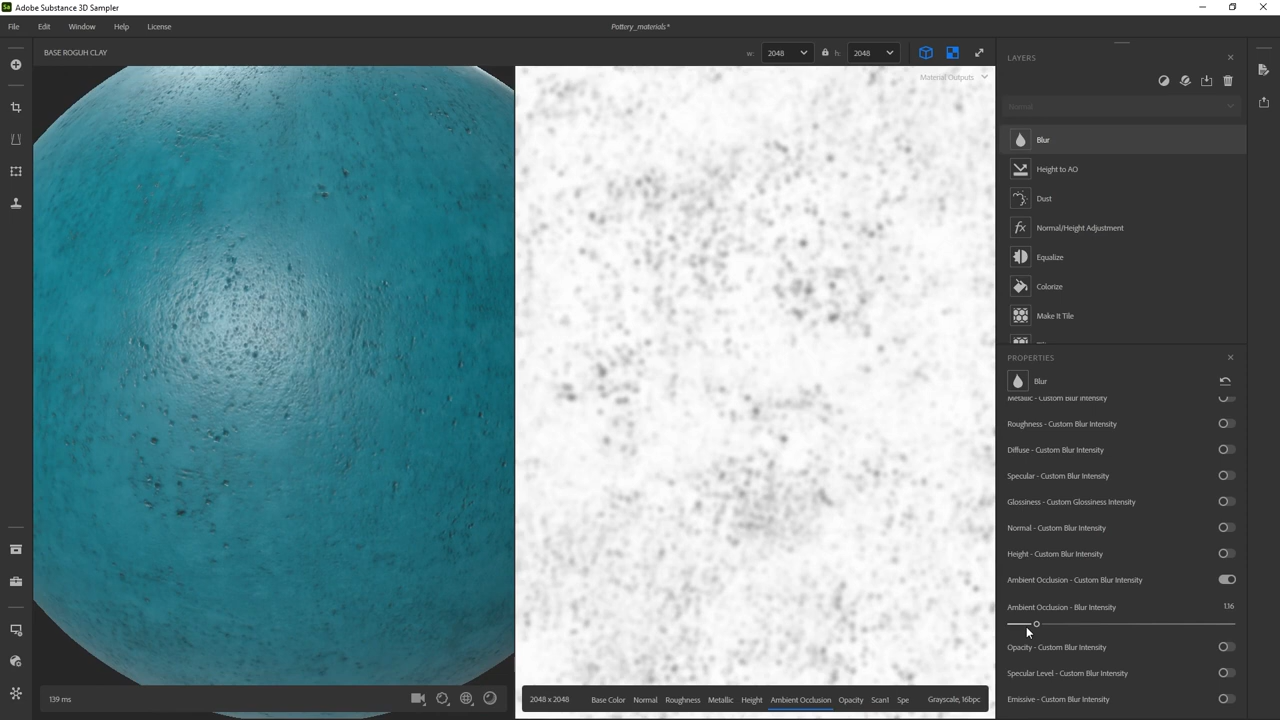 Sa Adobe Substance 3D Sampler
File Edit Window Help License
Pottery_materials*
BASE ROGUH CLAY
w: 2048 h: 2048
Material Outputs
LAYERS
Normal
Blur
Height to AO
Dust
fx Normal/Height Adjustment
Equalize
Colorize
Make It Tile
PROPERTIES
Blur
Metallic - Custom Blur Intensity
Roughness - Custom Blur Intensity
Diffuse - Custom Blur Intensity
Specular - Custom Blur Intensity
Glossiness - Custom Glossiness Intensity
Normal - Custom Blur Intensity
Height - Custom Blur Intensity
Ambient Occlusion - Custom Blur Intensity
Ambient Occlusion - Blur Intensity 1.16
Opacity - Custom Blur Intensity
Specular Level - Custom Blur Intensity
Emissive - Custom Blur Intensity
139 ms
2048 x 2048 Base Color Normal Roughness Metallic Height Ambient Occlusion Opacity Scan1 Spe Grayscale, 16bpc